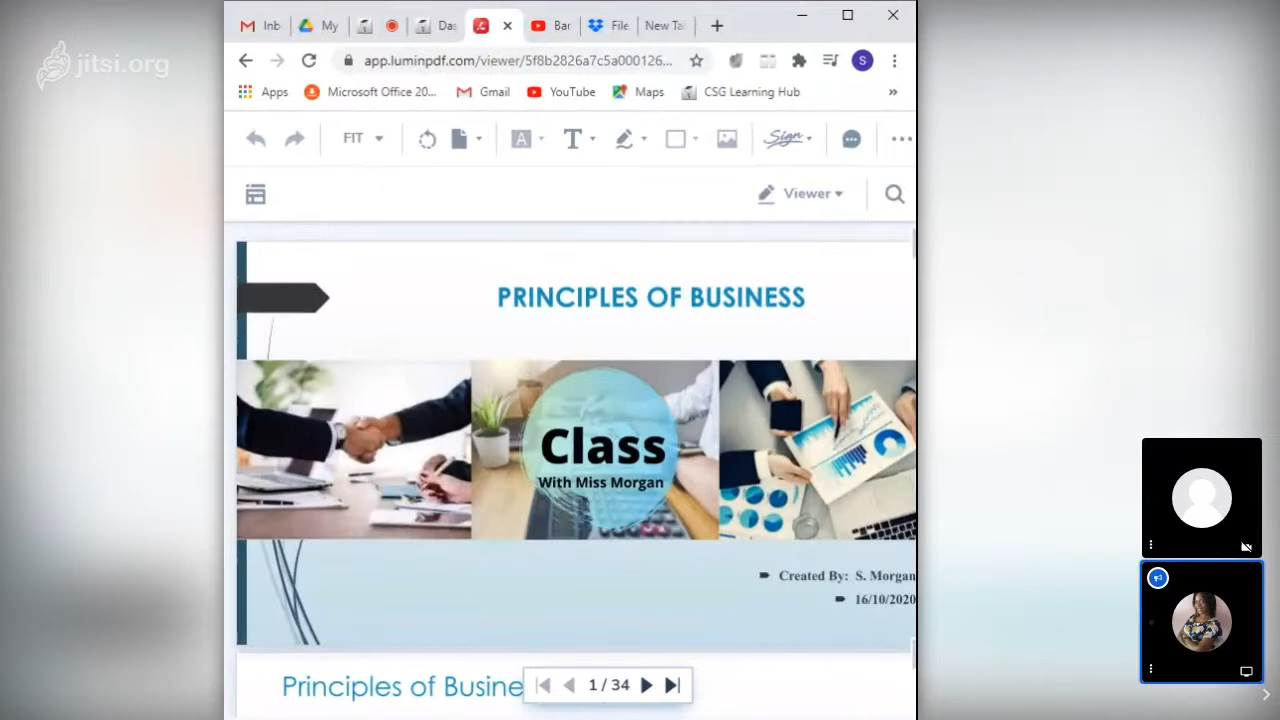 jitsi.org
Inb
My
Das
Bar
File
New Ta
app.luminpdf.com/viewer/5f8b2826a7c5a000126...
S
Apps
Microsoft Office 20...
Gmail
YouTube
Maps
CSG Learning Hub
»
FIT
A
T
Sign
Viewer
PRINCIPLES OF BUSINESS
Class
With Miss Morgan
Created By: S. Morgan
16/10/2020
Principles of Busine
1 / 34